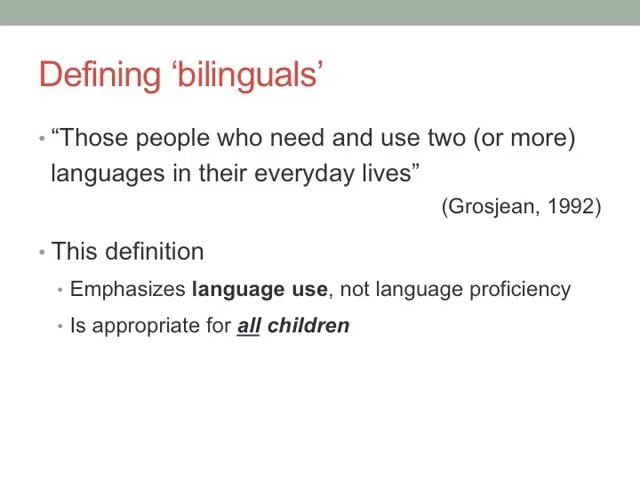 Defining ‘bilinguals’
• “Those people who need and use two (or more)
languages in their everyday lives”
(Grosjean, 1992)
• This definition
• Emphasizes language use, not language proficiency
• Is appropriate for all children